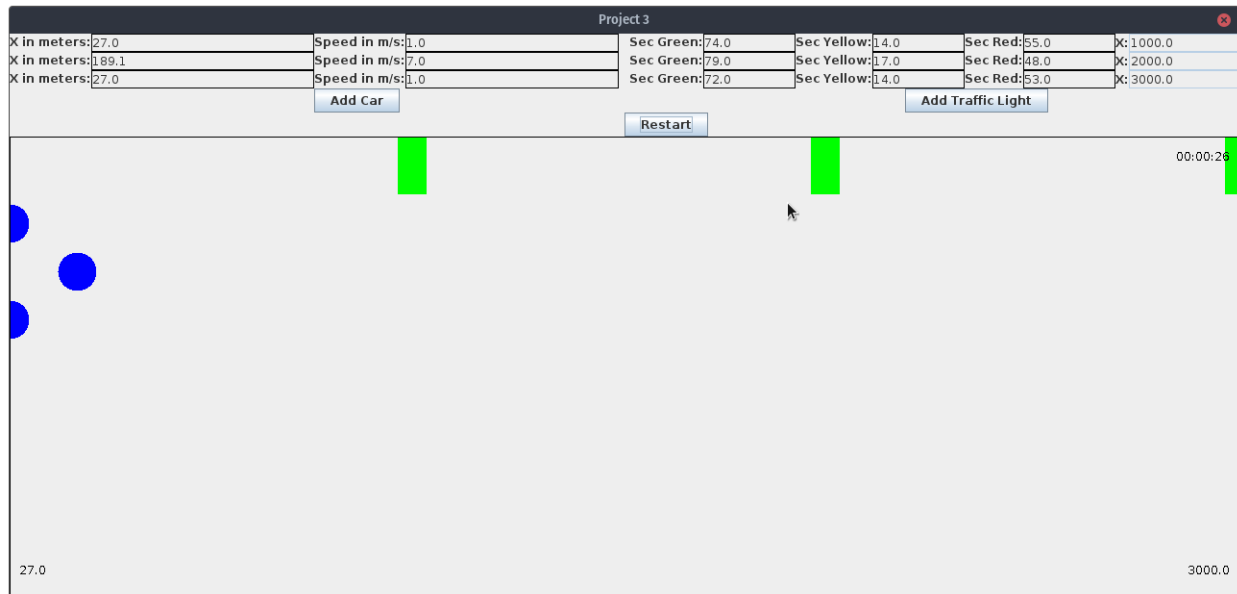 Project 3
X in meters: 27.0 Speed in m/s: 1.0 Sec Green: 74.0 Sec Yellow: 14.0 Sec Red: 55.0 X: 1000.0
X in meters: 189.1 Speed in m/s: 7.0 Sec Green: 79.0 Sec Yellow: 17.0 Sec Red: 48.0 X: 2000.0
X in meters: 27.0 Speed in m/s: 1.0 Sec Green: 72.0 Sec Yellow: 14.0 Sec Red: 53.0 X: 3000.0
Add Car Add Traffic Light
Restart
00:00:26
27.0 3000.0